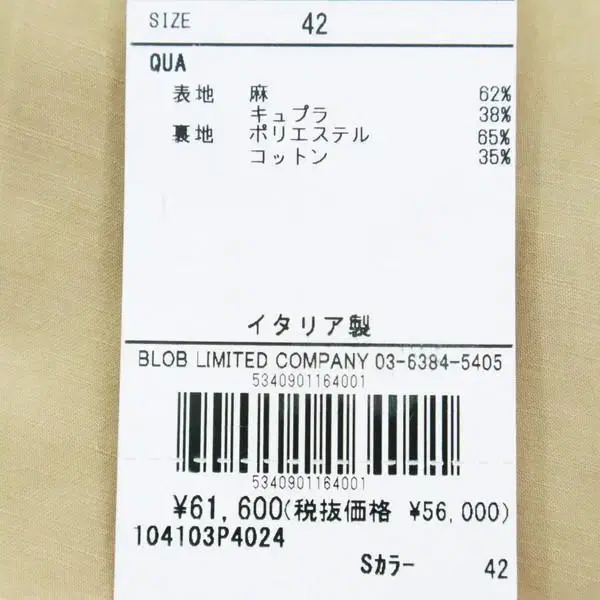 SIZE 42
QUA
表地 麻 62%
キュプラ 38%
裏地 ポリエステル 65%
コットン 35%
イタリア製
BLOB LIMITED COMPANY 03-6384-5405
5340901164001
5340901164001
¥61,600(税抜価格 ¥56,000)
104103P4024
Sカラー 42